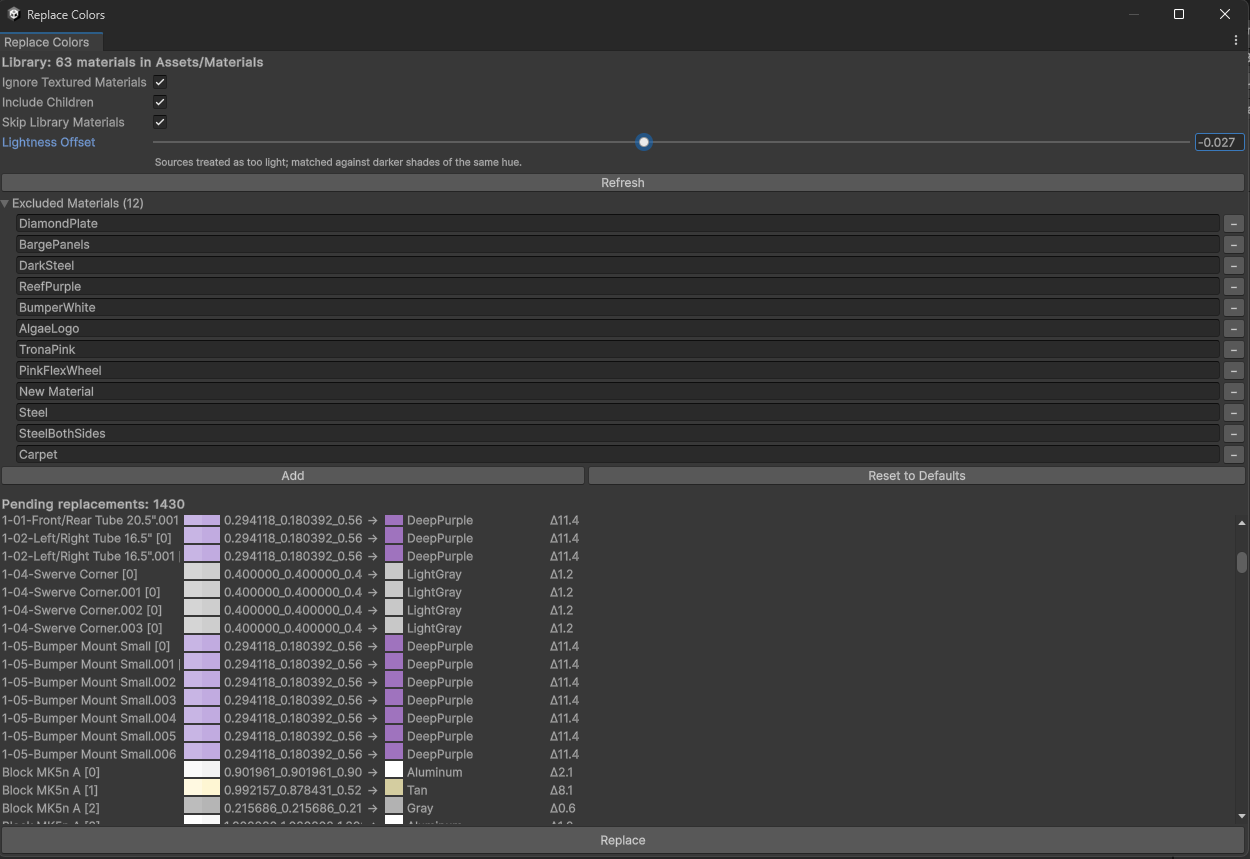 Replace Colors
Replace Colors
Library: 63 materials in Assets/Materials
Ignore Textured Materials
Include Children
Skip Library Materials
Lightness Offset -0.027
Sources treated as too light; matched against darker shades of the same hue.
Refresh
Excluded Materials (12)
DiamondPlate
BargePanels
DarkSteel
ReefPurple
BumperWhite
AlgaeLogo
TronaPink
PinkFlexWheel
New Material
Steel
SteelBothSides
Carpet
Add Reset to Defaults
Pending replacements: 1430
1-01-Front/Rear Tube 20.5".001 0.294118_0.180392_0.56 → DeepPurple Δ11.4
1-02-Left/Right Tube 16.5" [0] 0.294118_0.180392_0.56 → DeepPurple Δ11.4
1-02-Left/Right Tube 16.5".001 [ 0.294118_0.180392_0.56 → DeepPurple Δ11.4
1-04-Swerve Corner [0] 0.400000_0.400000_0.4 → LightGray Δ1.2
1-04-Swerve Corner.001 [0] 0.400000_0.400000_0.4 → LightGray Δ1.2
1-04-Swerve Corner.002 [0] 0.400000_0.400000_0.4 → LightGray Δ1.2
1-04-Swerve Corner.003 [0] 0.400000_0.400000_0.4 → LightGray Δ1.2
1-05-Bumper Mount Small [0] 0.294118_0.180392_0.56 → DeepPurple Δ11.4
1-05-Bumper Mount Small.001 [ 0.294118_0.180392_0.56 → DeepPurple Δ11.4
1-05-Bumper Mount Small.002 0.294118_0.180392_0.56 → DeepPurple Δ11.4
1-05-Bumper Mount Small.003 0.294118_0.180392_0.56 → DeepPurple Δ11.4
1-05-Bumper Mount Small.004 0.294118_0.180392_0.56 → DeepPurple Δ11.4
1-05-Bumper Mount Small.005 0.294118_0.180392_0.56 → DeepPurple Δ11.4
1-05-Bumper Mount Small.006 0.294118_0.180392_0.56 → DeepPurple Δ11.4
Block MK5n A [0] 0.901961_0.901961_0.90 → Aluminum Δ2.1
Block MK5n A [1] 0.992157_0.878431_0.52 → Tan Δ8.1
Block MK5n A [2] 0.215686_0.215686_0.21 → Gray Δ0.6
Replace